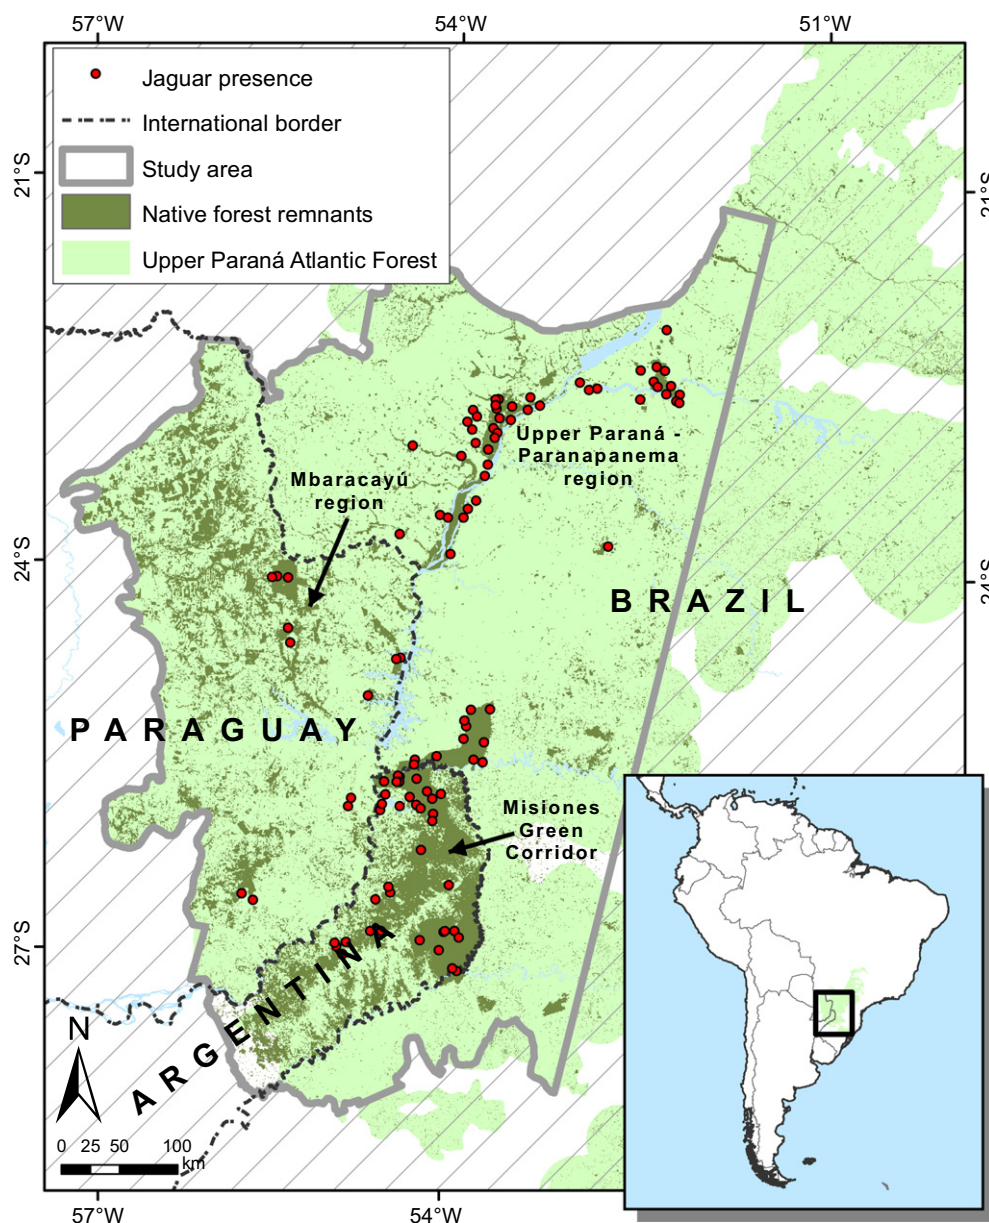 57°W 54°W 51°W
Jaguar presence
International border
Study area
Native forest remnants
Upper Paraná Atlantic Forest
21°S
21°S
Upper Paraná -
Paranapanema
region
Mbaracayú
region
24°S
24°S
BRAZIL
PARAGUAY
Misiones
Green
Corridor
27°S
ARGENTINA
N
0 25 50 100
km
57°W 54°W